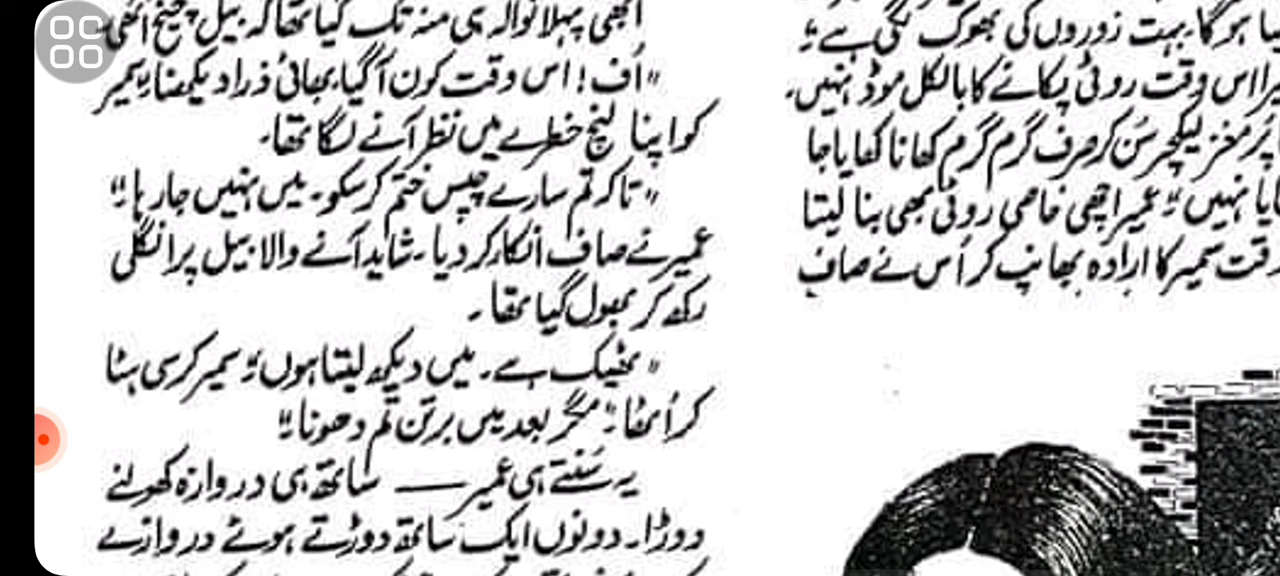 یا ہو گا۔ بہت زوروں کی بھوک لگی ہے؛
را اس وقت روٹی پکانے کا بالکل موڈ نہیں۔
پُرمغز لیکچر سُن کر صرف گرم گرم کھانا کھایا جا
ایا نہیں؛ عمیر اچھی خاصی روٹی بھی بنا لیتا
وقت سمیر کا ارادہ بھانپ کر اُس نے صاف
ابھی پہلا نوالہ ہی منہ تک گیا تھا کہ بیل چیخ اٹھی۔
"اُف! اس وقت کون آ گیا۔ بھائی ذرا دیکھنا؛ سمیر
کو اپنا لنچ خطرے میں نظر آنے لگا تھا۔
"تاکہ تم سارے چپس ختم کر سکو۔ میں نہیں جا رہا؛"
عمیر نے صاف انکار کر دیا۔ شاید آنے والا بیل پر انگلی
رکھ کر بھول گیا تھا۔
"ٹھیک ہے۔ میں دیکھ لیتا ہوں؛ سمیر کرسی ہٹا
کر اُٹھا؛ "مگر بعد میں برتن تم دھونا؛"
یہ سُنتے ہی عمیر —— ساتھ ہی دروازہ کھولنے
دوڑا۔ دونوں ایک ساتھ دوڑتے ہوئے دروازے